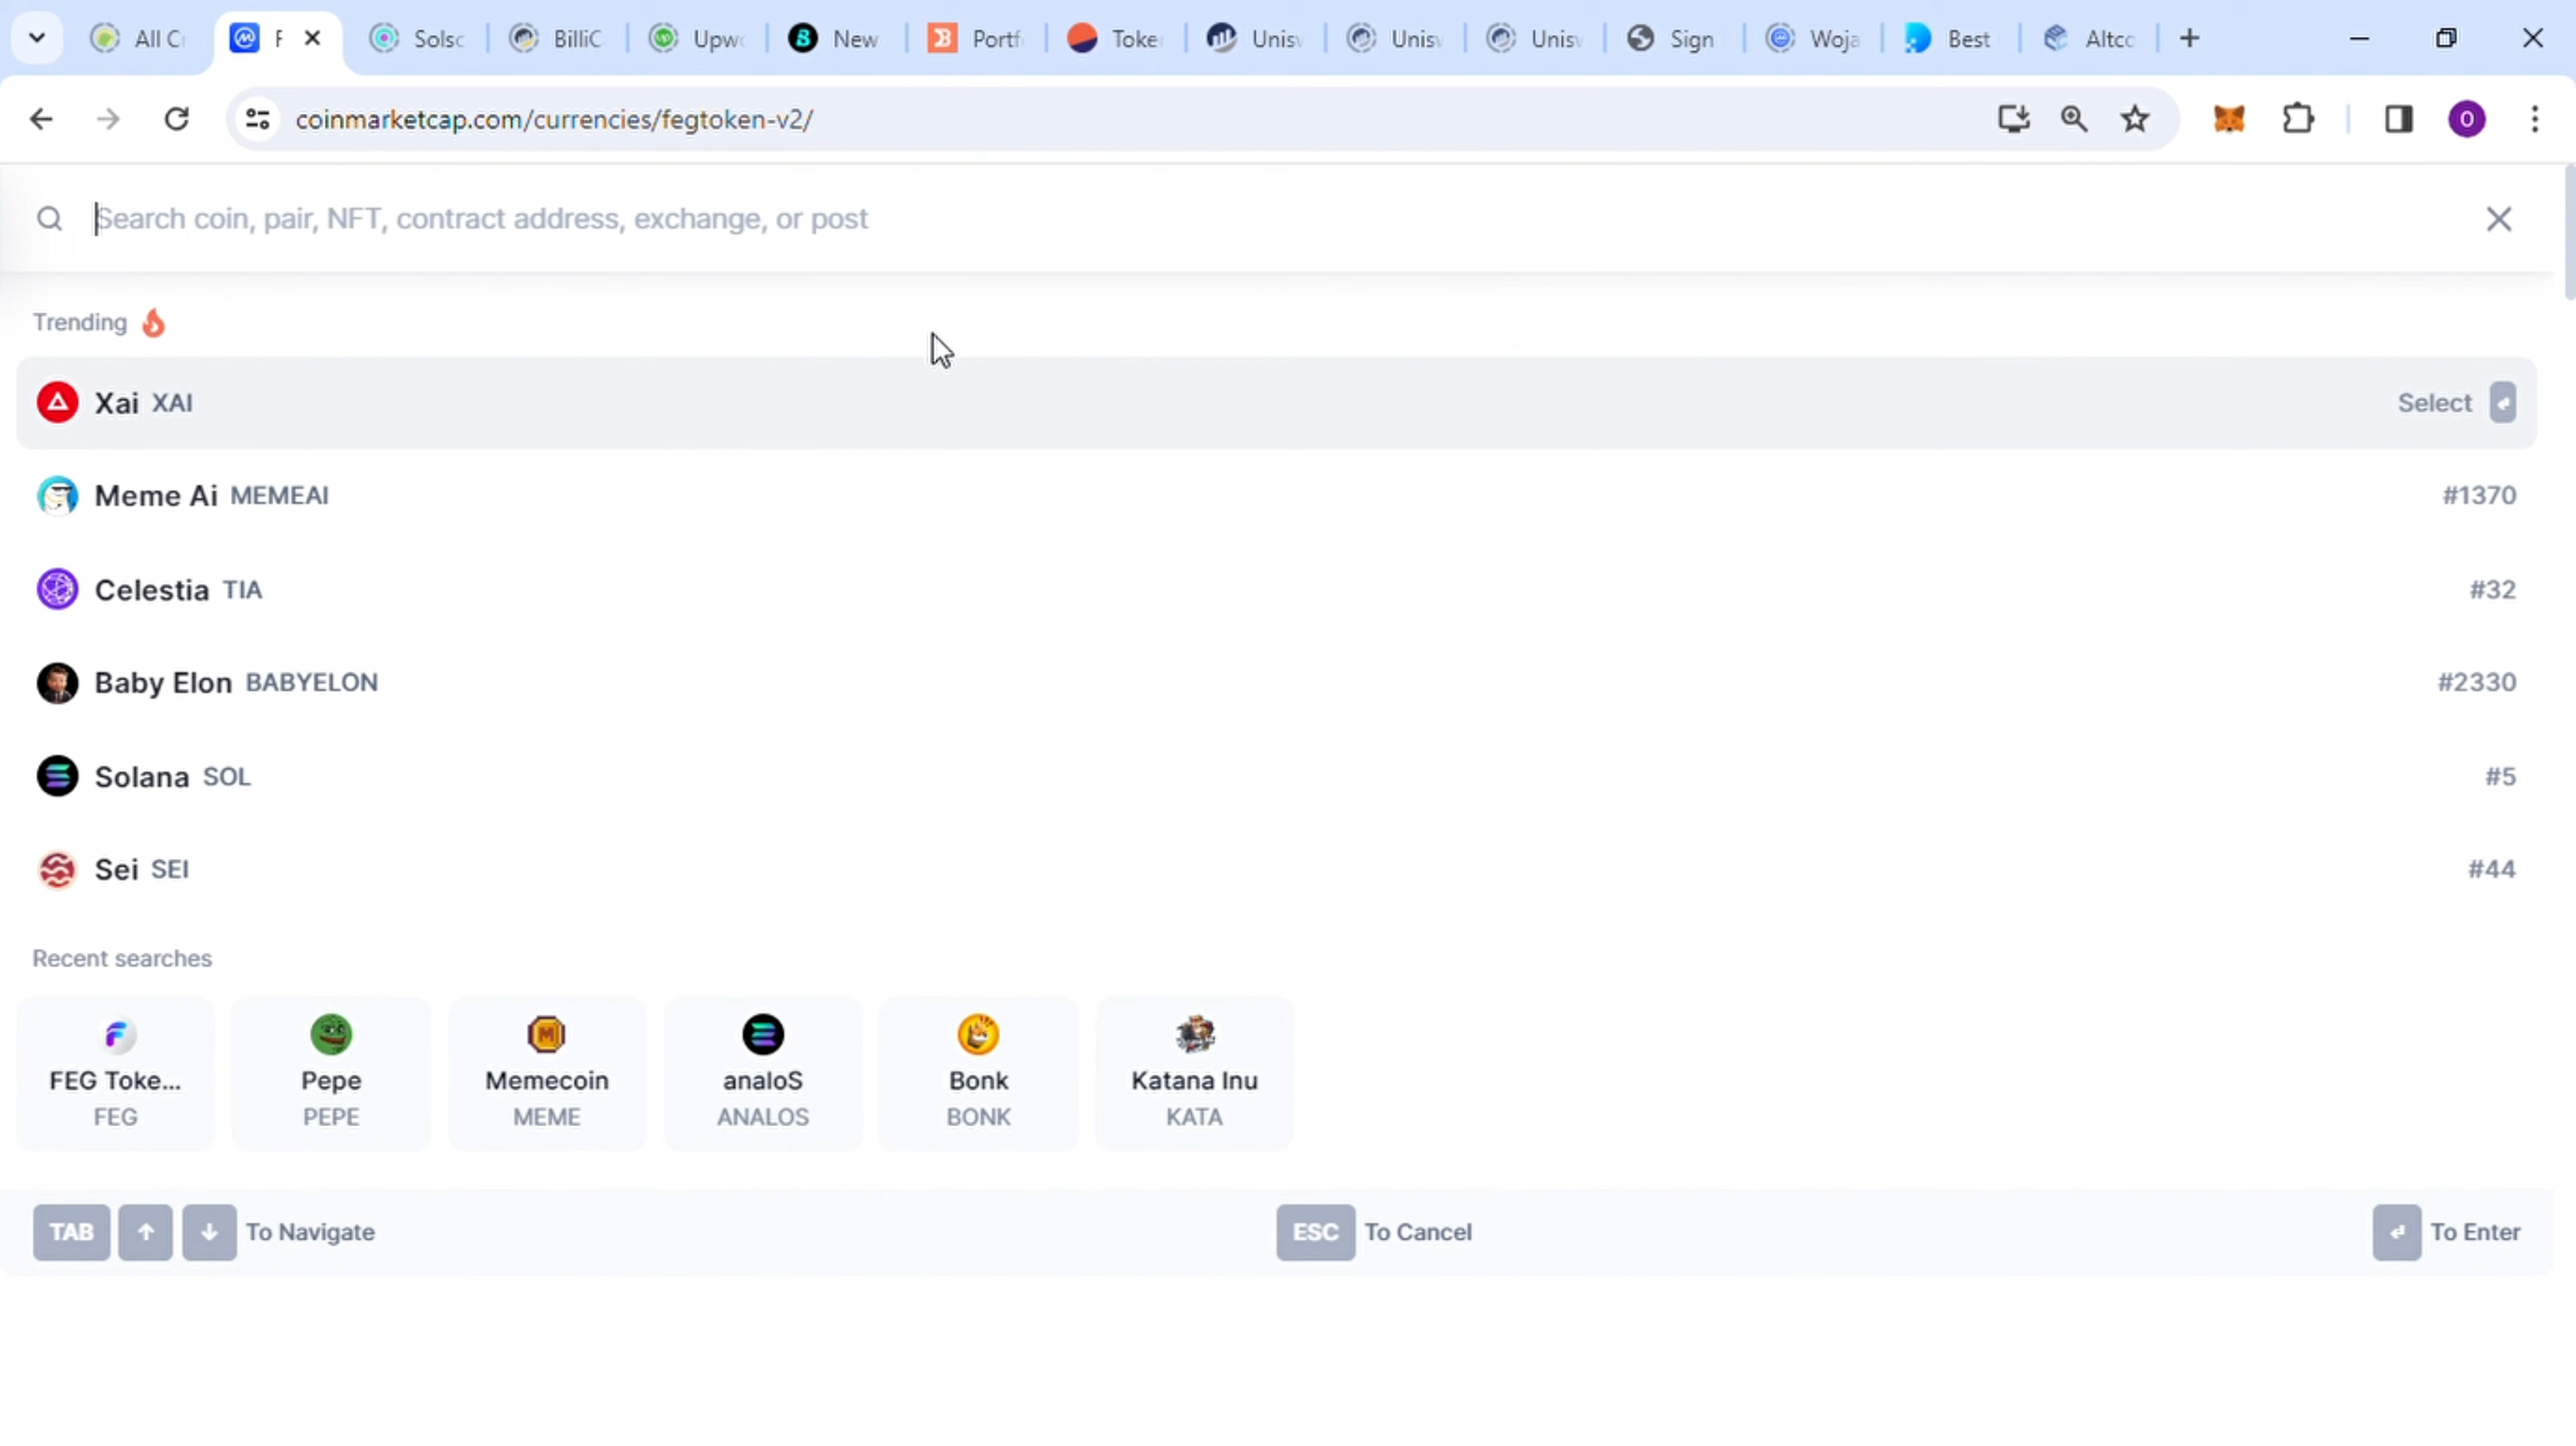 All Cr
F
Solsc
BilliC
Upwo
New
Portf
Toke
Unisv
Unisv
Unisv
Sign
Woja
Best
Altco
coinmarketcap.com/currencies/fegtoken-v2/
O
Search coin, pair, NFT, contract address, exchange, or post
Trending
Xai XAI Select
Meme Ai MEMEAI #1370
Celestia TIA #32
Baby Elon BABYELON #2330
Solana SOL #5
Sei SEI #44
Recent searches
FEG Toke... Pepe Memecoin analoS Bonk Katana Inu
FEG PEPE MEME ANALOS BONK KATA
TAB To Navigate ESC To Cancel To Enter